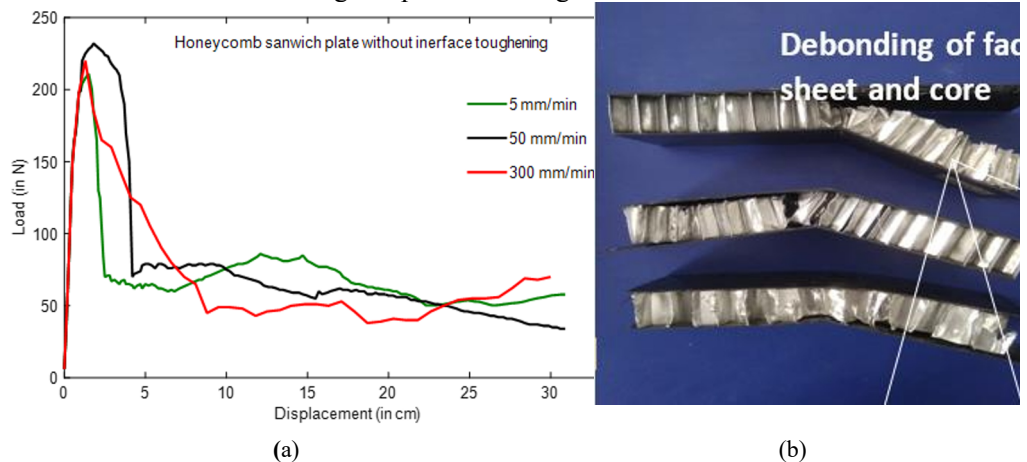 Honeycomb sanwich plate without inerface toughening
5 mm/min
50 mm/min
300 mm/min
250
200
150
100
50
0
Load (in N)
0 5 10 15 20 25 30
Displacement (in cm)
(a)
Debonding of fac
sheet and core
(b)